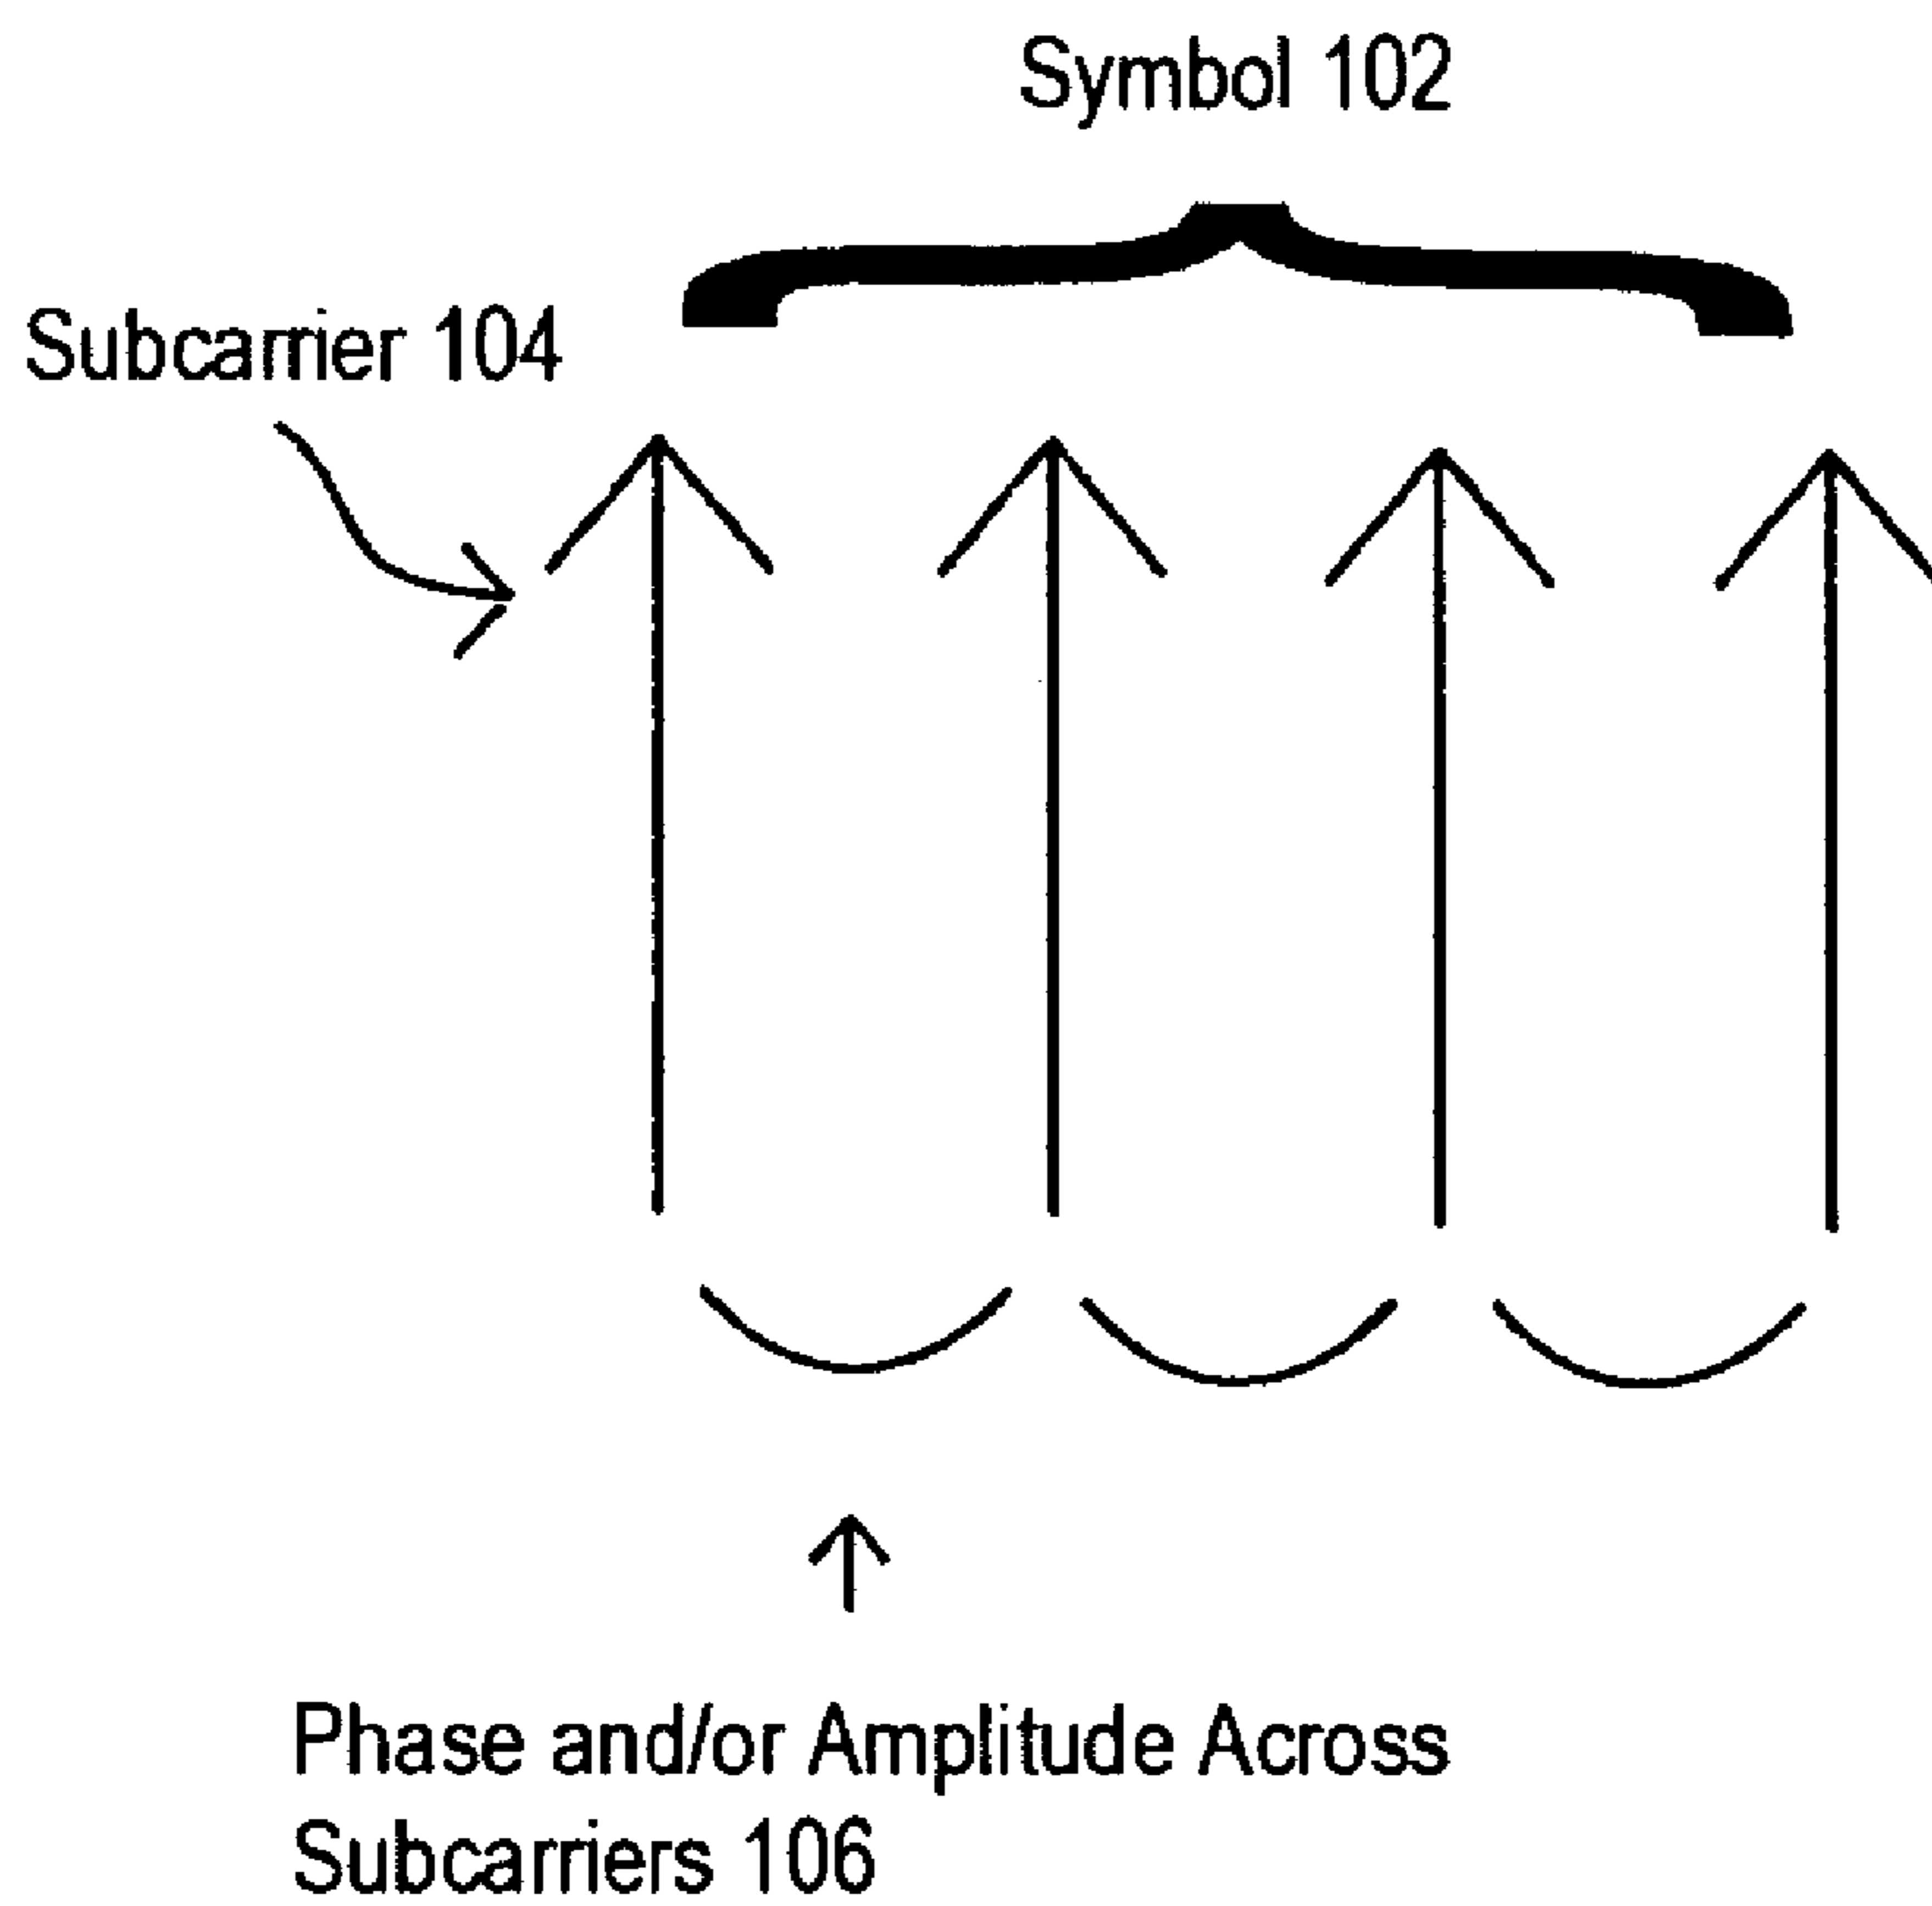 Symbol 102
Subcarrier 104
Phase and/or Amplitude Across
Subcarriers 106